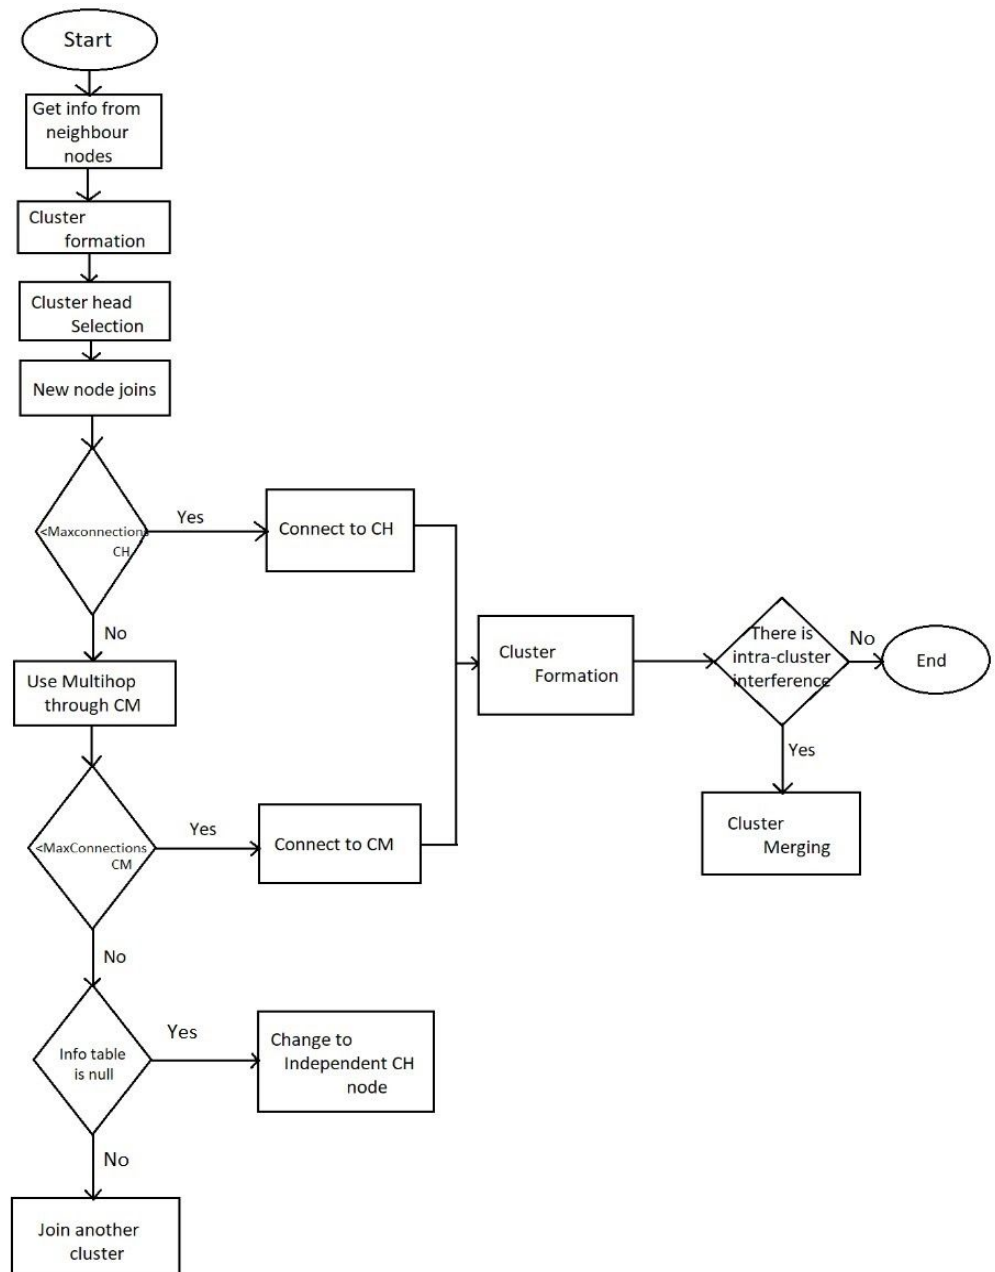 Start
Get info from
neighbour
nodes
Cluster
formation
Cluster head
Selection
New node joins
<Maxconnections
CH
Yes
Connect to CH
No
Use Multihop
through CM
<MaxConnections
CM
Yes
Connect to CM
No
Info table
is null
Yes
Change to
Independent CH
node
No
Join another
cluster
Cluster
Formation
There is
intra-cluster
interference
No
End
Yes
Cluster
Merging